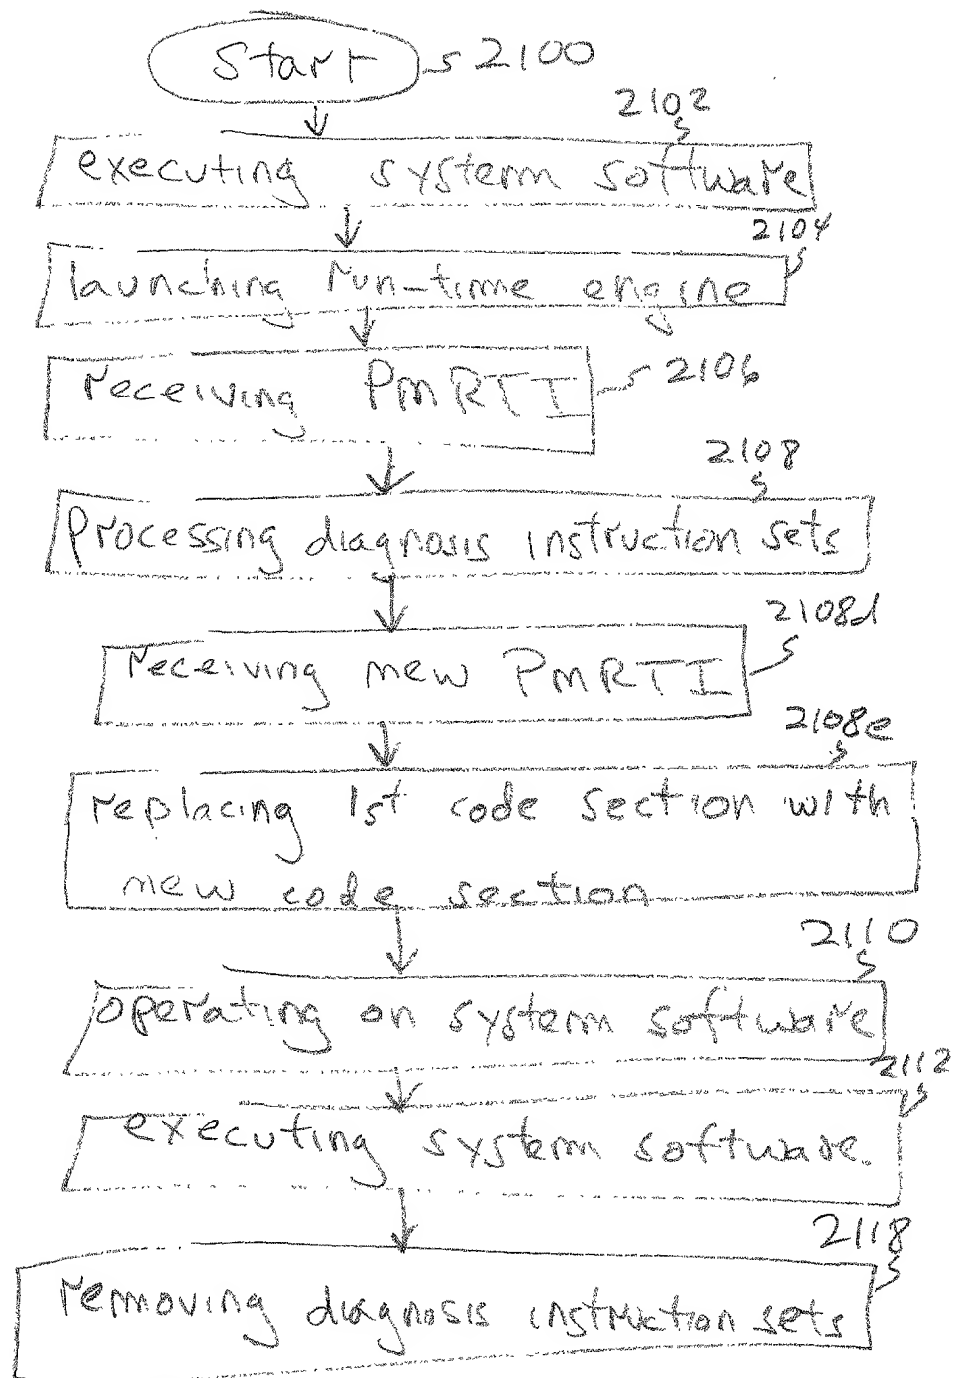 Start 2100
2102
executing system software
2104
launching run-time engine
receiving PMRTI 2106
2108
Processing diagnosis instruction sets
2108d
receiving new PMRTI
2108e
replacing 1st code section with
new code section
2110
operating on system software
2112
executing system software.
2118
removing diagnosis instruction sets